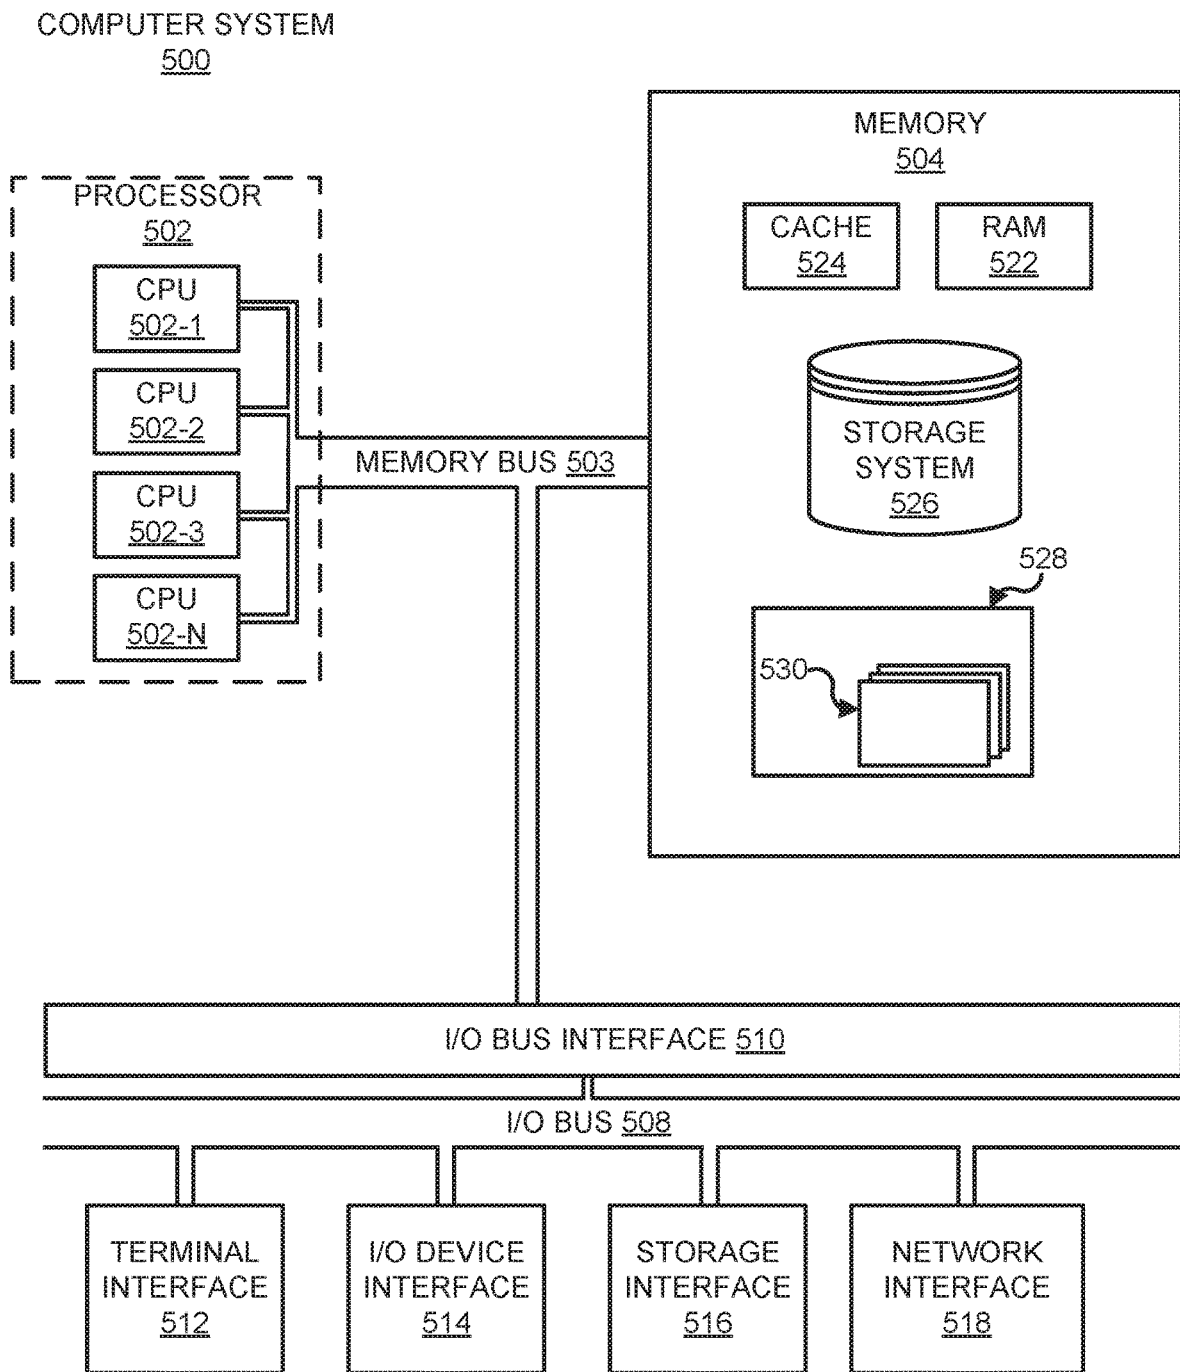 COMPUTER SYSTEM
500
PROCESSOR
502
CPU
502-1
CPU
502-2
CPU
502-3
CPU
502-N
MEMORY BUS 503
MEMORY
504
CACHE
524
RAM
522
STORAGE
SYSTEM
526
528
530
I/O BUS INTERFACE 510
I/O BUS 508
TERMINAL
INTERFACE
512
I/O DEVICE
INTERFACE
514
STORAGE
INTERFACE
516
NETWORK
INTERFACE
518